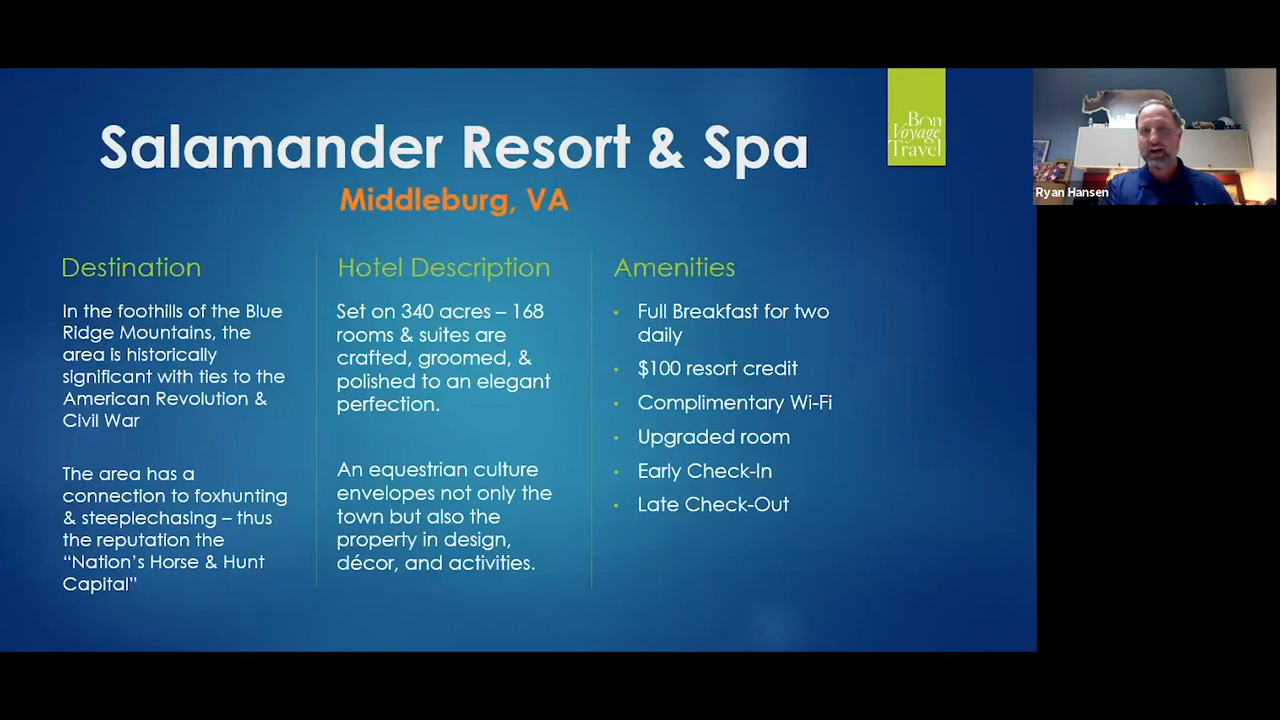 Salamander Resort & Spa
Middleburg, VA
Bon
Voyage
Travel
Ryan Hansen
Destination
In the foothills of the Blue
Ridge Mountains, the
area is historically
significant with ties to the
American Revolution &
Civil War
The area has a
connection to foxhunting
& steeplechasing – thus
the reputation the
“Nation’s Horse & Hunt
Capital”
Hotel Description
Set on 340 acres – 168
rooms & suites are
crafted, groomed, &
polished to an elegant
perfection.
An equestrian culture
envelopes not only the
town but also the
property in design,
décor, and activities.
Amenities
• Full Breakfast for two
daily
• $100 resort credit
• Complimentary Wi-Fi
• Upgraded room
• Early Check-In
• Late Check-Out